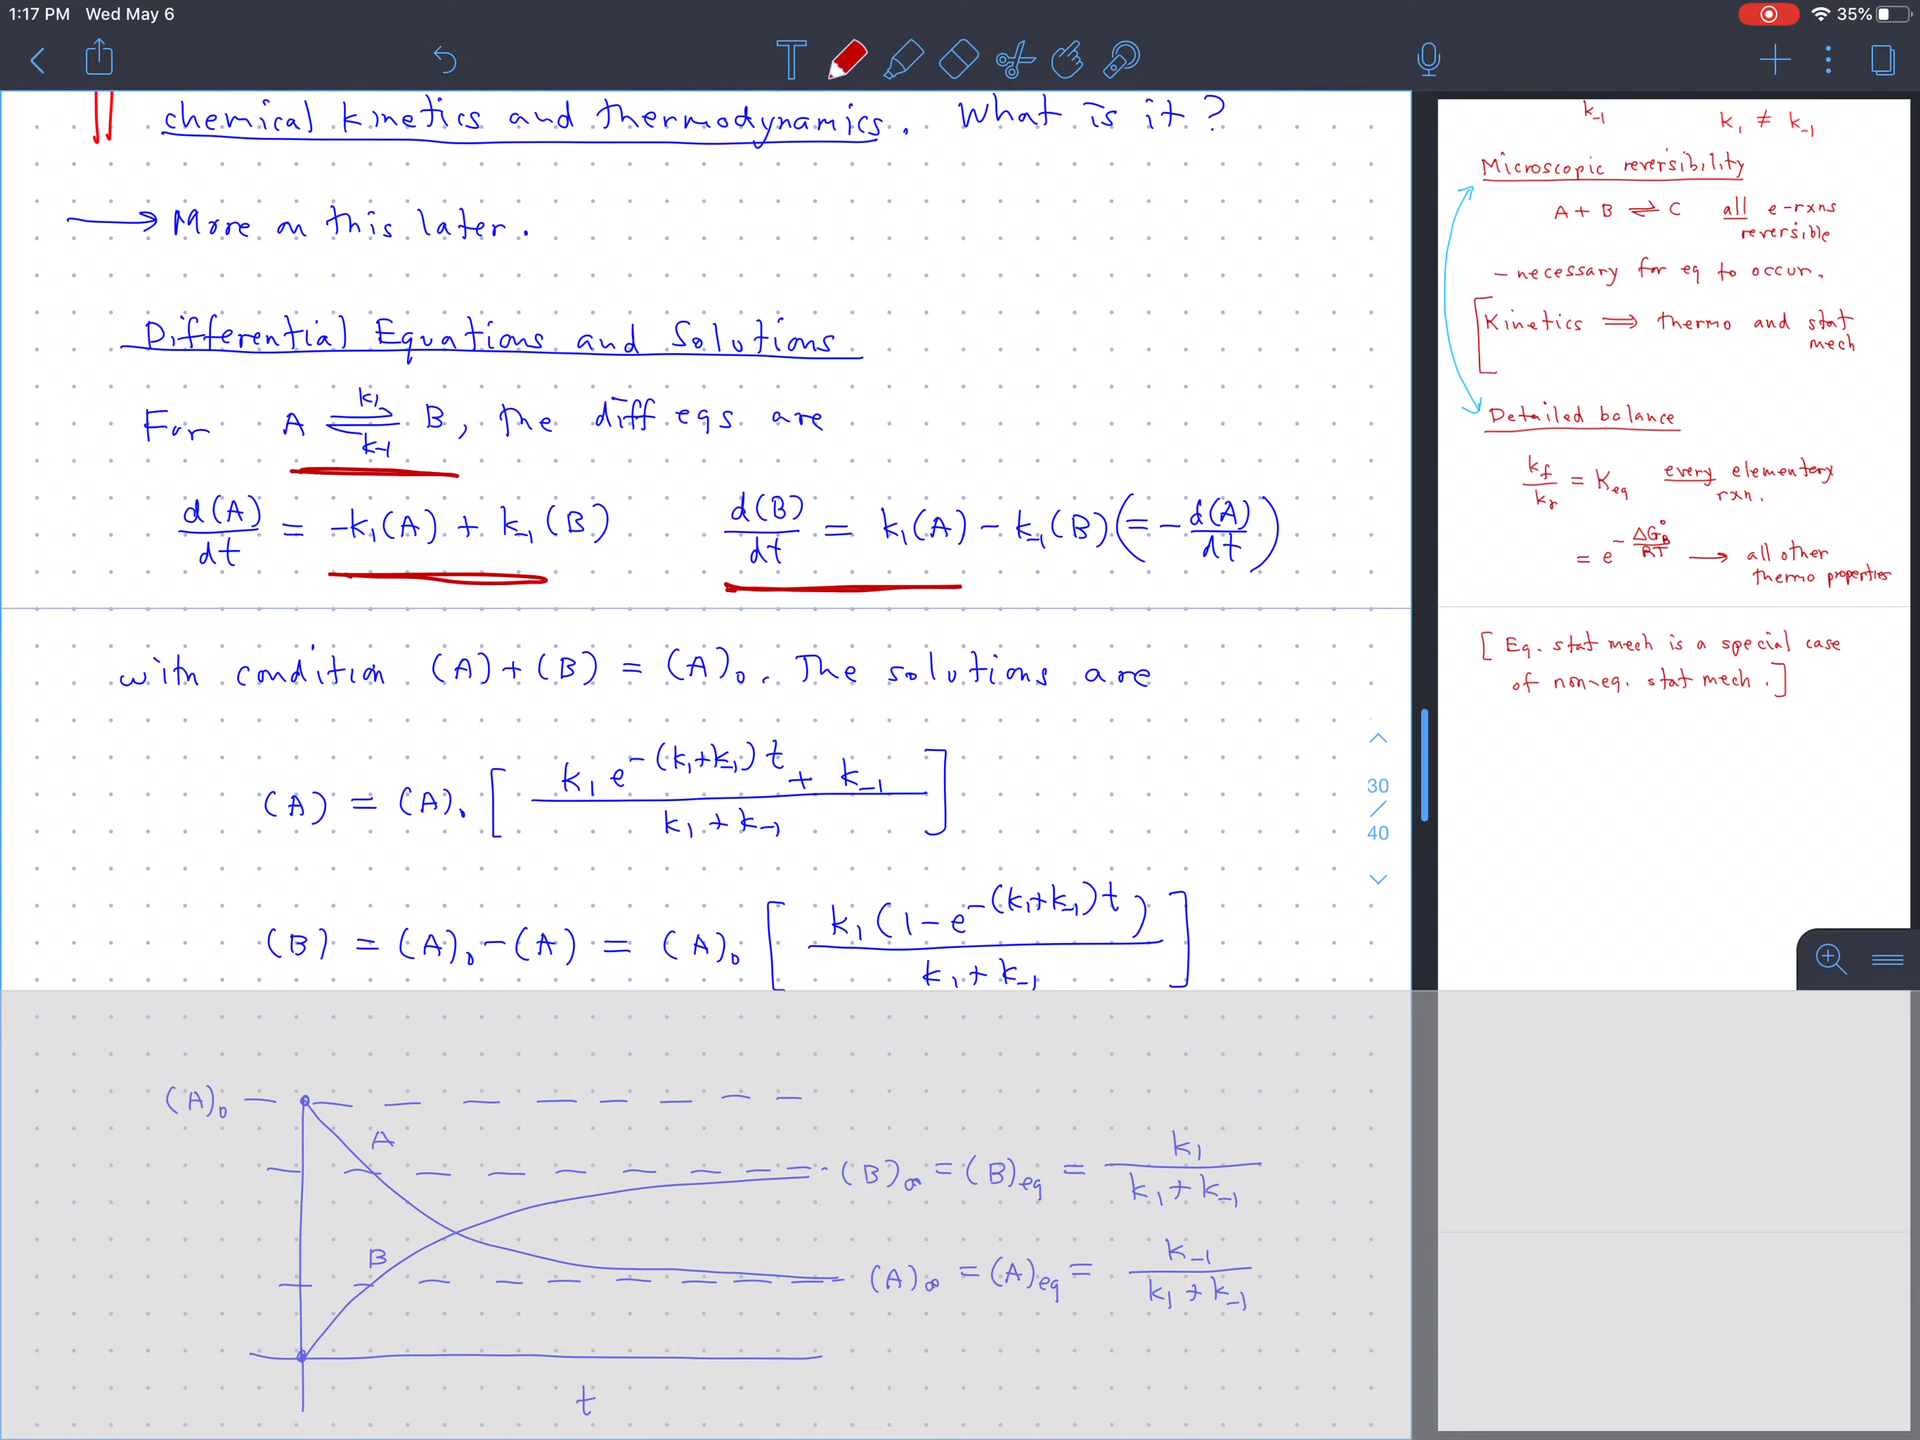 1:17 PM Wed May 6
35%
chemical kinetics and thermodynamics. What is it?
→ More on this later.
Differential Equations and Solutions
For A ⇌ B, the diff eqs are
k₁
k₋₁
d(A)/dt = -k₁(A) + k₋₁(B)    d(B)/dt = k₁(A) - k₋₁(B) (= - d(A)/dt)
with condition (A)+(B) = (A)₀. The solutions are
(A) = (A)₀ [ (k₁ e^-(k₁+k₋₁)t + k₋₁) / (k₁+k₋₁) ]
(B) = (A)₀-(A) = (A)₀ [ k₁(1-e^-(k₁+k₋₁)t) / (k₁+k₋₁) ]
30
/
40
(A)₀
A
(B)∞ = (B)eq = k₁ / (k₁+k₋₁)
B
(A)∞ = (A)eq = k₋₁ / (k₁+k₋₁)
t
k₋₁    k₁ ≠ k₋₁
Microscopic reversibility
A + B ⇌ C all e-rxns
reversible
- necessary for eq to occur.
[Kinetics ⇒ thermo and stat
mech
Detailed balance
kf/kr = Keq every elementary
rxn.
= e^-ΔG°R/RT → all other
thermo properties
[Eq. stat mech is a special case
of non-eq. stat mech.]